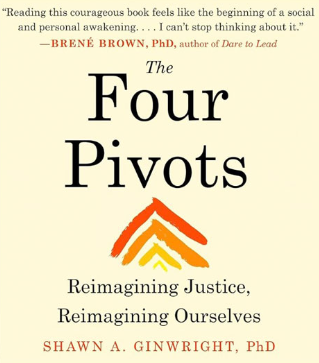 “Reading this courageous book feels like the beginning of a social
and personal awakening. . . . I can’t stop thinking about it.”
—BRENÉ BROWN, PhD, author of Dare to Lead
The
Four
Pivots
Reimagining Justice,
Reimagining Ourselves
SHAWN A. GINWRIGHT, PhD